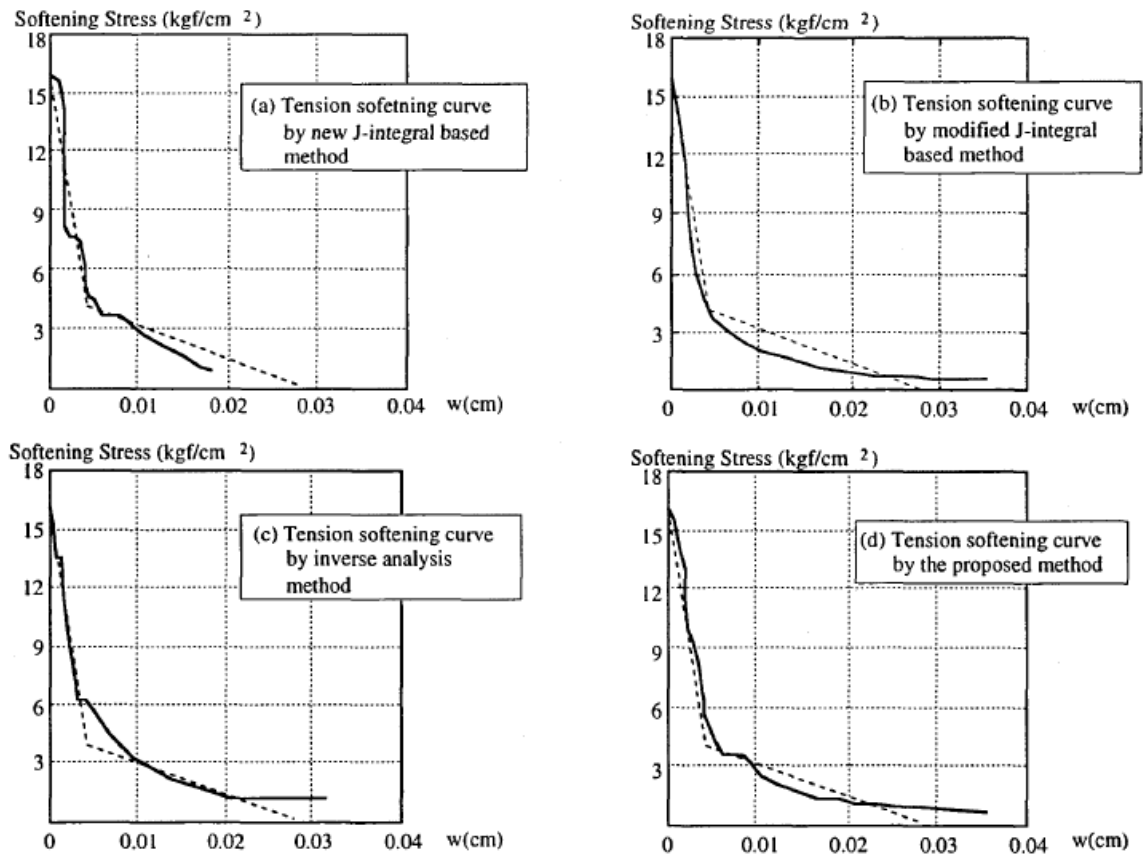 Softening Stress (kgf/cm 2)
18
15
12
9
6
3
0 0.01 0.02 0.03 0.04 w(cm)
(a) Tension sofetning curve
by new J-integral based
method
Softening Stress (kgf/cm 2)
18
15
12
9
6
3
0 0.01 0.02 0.03 0.04 w(cm)
(b) Tension softening curve
by modified J-integral
based method
Softening Stress (kgf/cm 2)
18
15
12
9
6
3
0 0.01 0.02 0.03 0.04 w(cm)
(c) Tension softening curve
by inverse analysis
method
Softening Stress (kgf/cm 2)
18
15
12
9
6
3
0 0.01 0.02 0.03 0.04 w(cm)
(d) Tension softening curve
by the proposed method